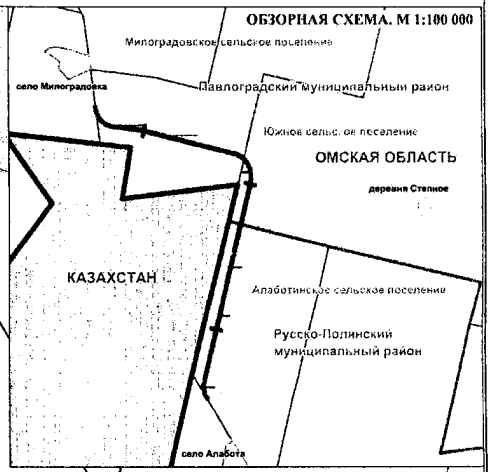 ОБЗОРНАЯ СХЕМА. М 1:100 000
Милоградовское сельское поселение
село Милоградовка
Павлоградский муниципальный район
Южное сельское поселение
ОМСКАЯ ОБЛАСТЬ
деревня Степное
КАЗАХСТАН
Алаботинское сельское поселение
Русско-Полянский
муниципальный район
село Алабота